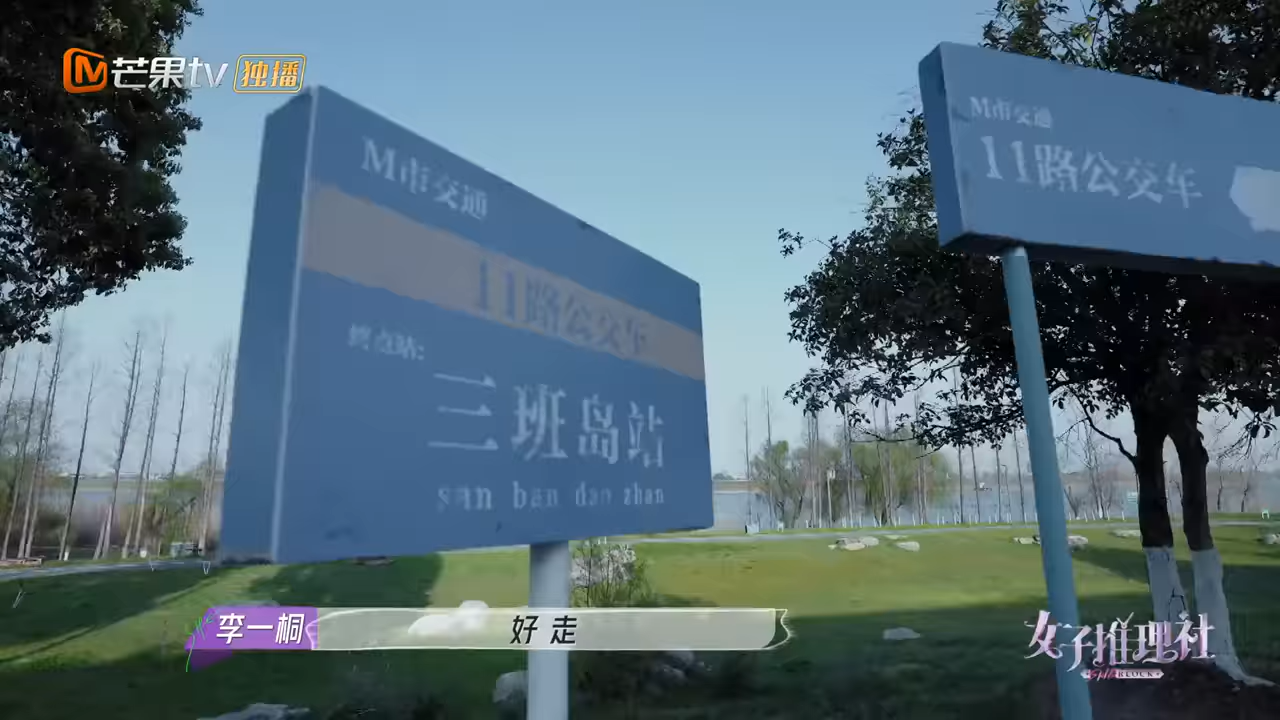 芒果tv 独播
M市交通
11路公交车
终点站:
三班岛站
san ban dao zhan
M市交通
11路公交车
李一桐 好走
女子推理社
SHERLOCK